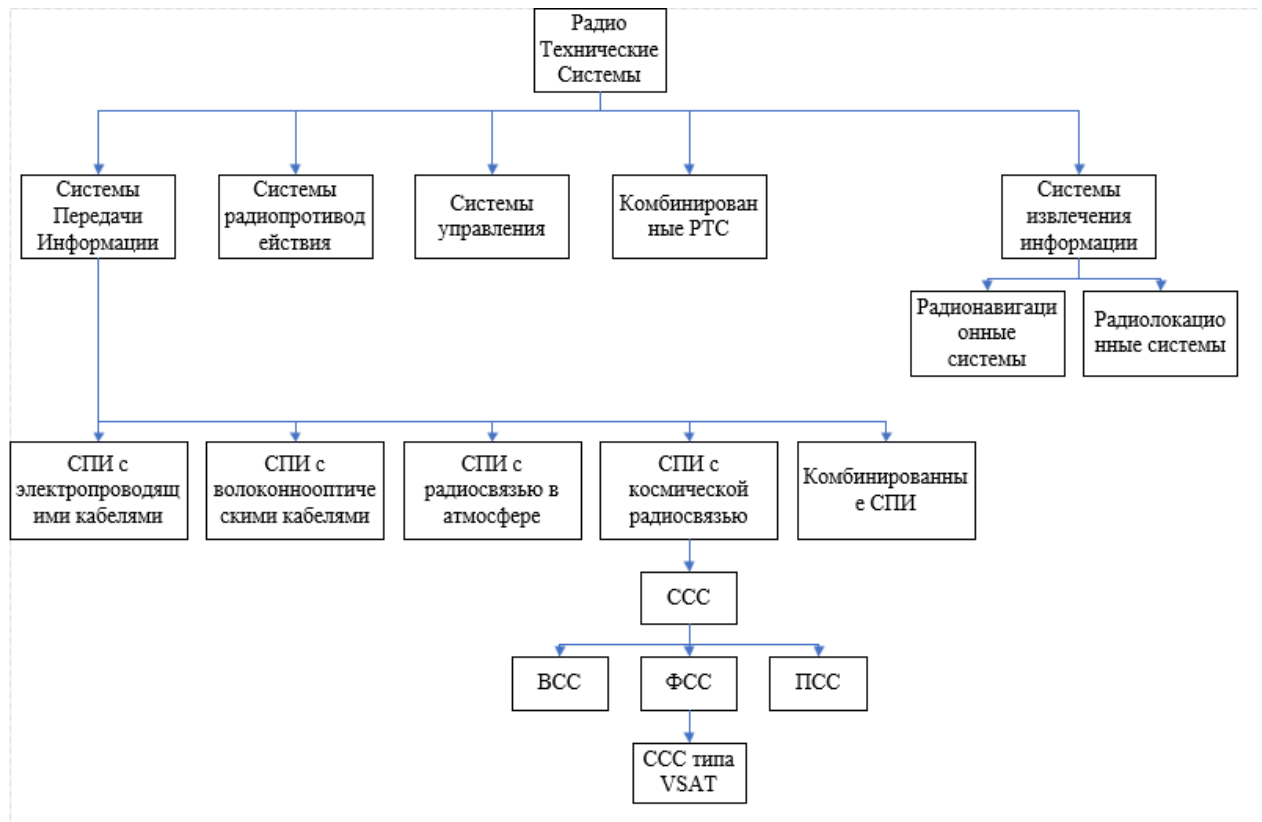 Радио
Технические
Системы
Системы
Передачи
Информации
Системы
радиопротивод
ействия
Системы
управления
Комбинирован
ные РТС
Системы
извлечения
информации
Радионавигаци
онные
системы
Радиолокацио
нные системы
СПИ с
электропроводящ
ими кабелями
СПИ с
волоконнооптиче
скими кабелями
СПИ с
радиосвязью в
атмосфере
СПИ с
космической
радиосвязью
Комбинированны
е СПИ
ССС
ВСС
ФСС
ПСС
ССС типа
VSAT